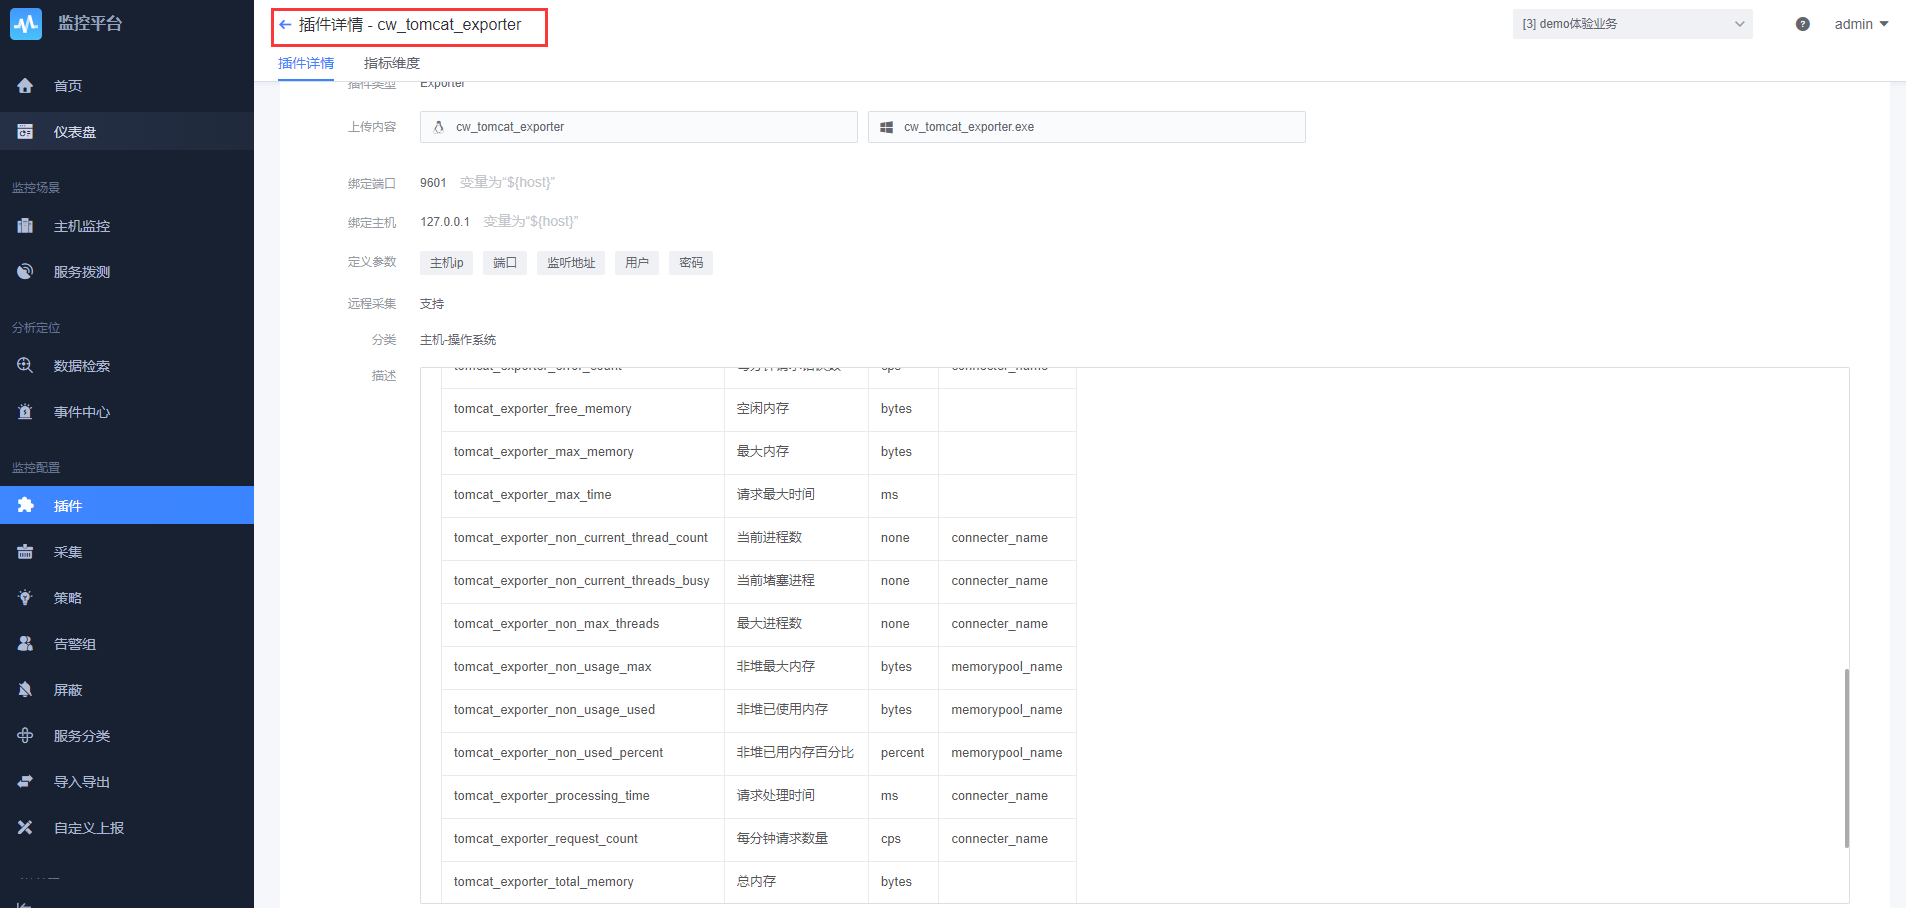 监控平台
首页
仪表盘
监控场景
主机监控
服务拨测
分析定位
数据检索
事件中心
监控配置
插件
采集
策略
告警组
屏蔽
服务分类
导入导出
自定义上报
插件详情 - cw_tomcat_exporter
[3] demo体验业务
admin
插件详情 指标维度
插件类型 Exporter
上传内容 cw_tomcat_exporter cw_tomcat_exporter.exe
绑定端口 9601 变量为“${host}”
绑定主机 127.0.0.1 变量为“${host}”
定义参数 主机ip 端口 监听地址 用户 密码
远程采集 支持
分类 主机-操作系统
描述
tomcat_exporter_error_count 每分钟请求错误数 cps connecter_name
tomcat_exporter_free_memory 空闲内存 bytes
tomcat_exporter_max_memory 最大内存 bytes
tomcat_exporter_max_time 请求最大时间 ms
tomcat_exporter_non_current_thread_count 当前进程数 none connecter_name
tomcat_exporter_non_current_threads_busy 当前堵塞进程 none connecter_name
tomcat_exporter_non_max_threads 最大进程数 none connecter_name
tomcat_exporter_non_usage_max 非堆最大内存 bytes memorypool_name
tomcat_exporter_non_usage_used 非堆已使用内存 bytes memorypool_name
tomcat_exporter_non_used_percent 非堆已用内存百分比 percent memorypool_name
tomcat_exporter_processing_time 请求处理时间 ms connecter_name
tomcat_exporter_request_count 每分钟请求数量 cps connecter_name
tomcat_exporter_total_memory 总内存 bytes